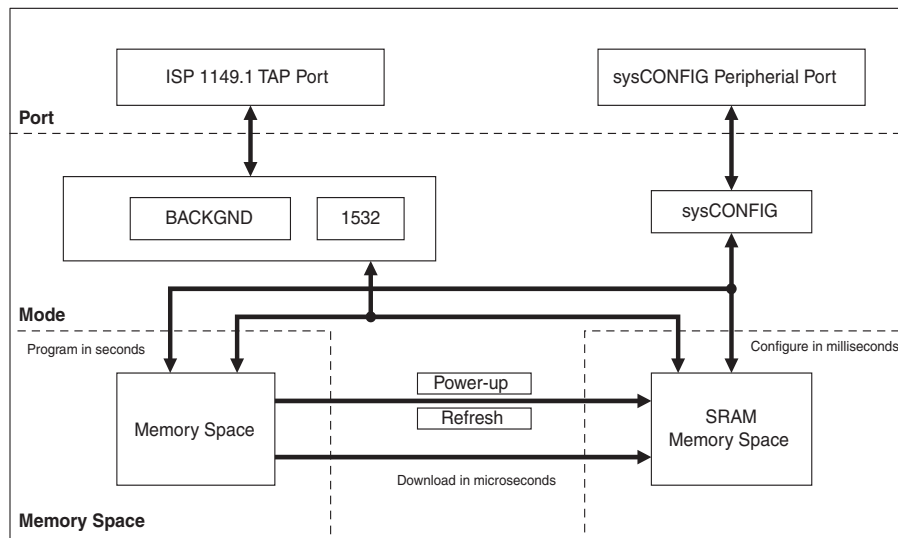 ISP 1149.1 TAP Port
sysCONFIG Peripherial Port
Port
BACKGND
1532
sysCONFIG
Mode
Program in seconds
Configure in milliseconds
Power-up
Refresh
Memory Space
SRAM
Memory Space
Download in microseconds
Memory Space